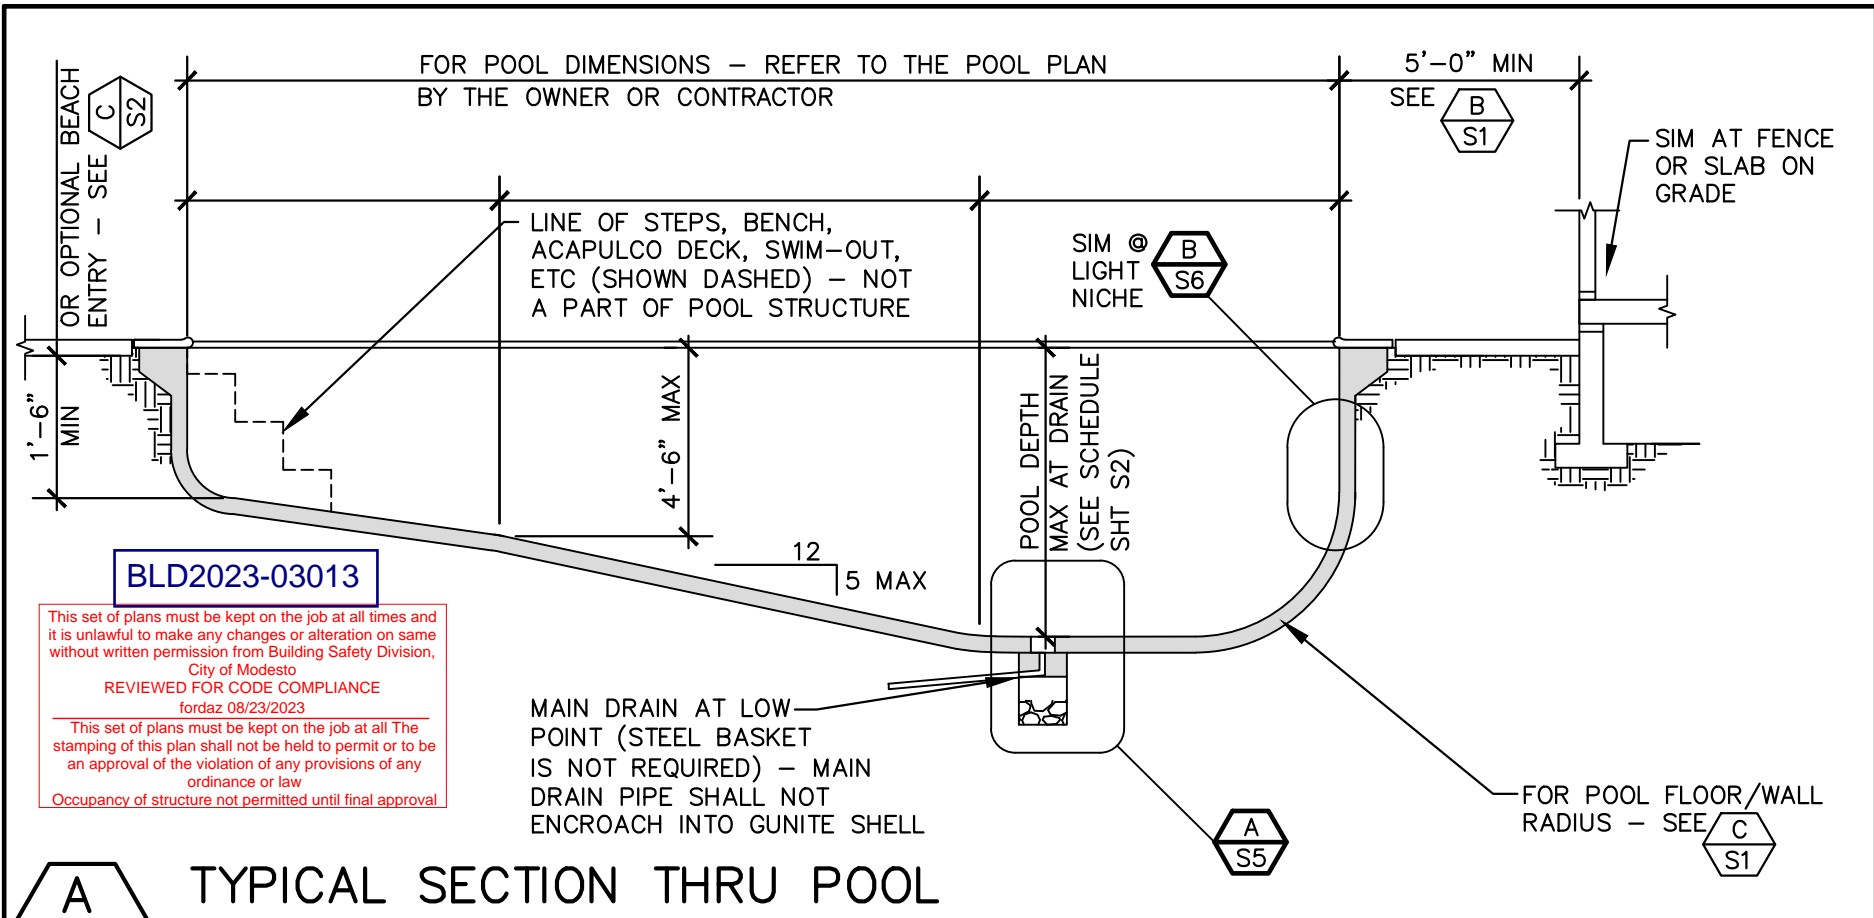 FOR POOL DIMENSIONS – REFER TO THE POOL PLAN
BY THE OWNER OR CONTRACTOR
5'–0" MIN
SEE
B
S1
OR OPTIONAL BEACH
ENTRY – SEE
C
S2
SIM AT FENCE
OR SLAB ON
GRADE
LINE OF STEPS, BENCH,
ACAPULCO DECK, SWIM–OUT,
ETC (SHOWN DASHED) – NOT
A PART OF POOL STRUCTURE
SIM @
LIGHT
NICHE
B
S6
1'–6"
MIN
4'–6" MAX
POOL DEPTH
MAX AT DRAIN
(SEE SCHEDULE
SHT S2)
12
5 MAX
BLD2023-03013
This set of plans must be kept on the job at all times and
it is unlawful to make any changes or alteration on same
without written permission from Building Safety Division,
City of Modesto
REVIEWED FOR CODE COMPLIANCE
fordaz 08/23/2023
This set of plans must be kept on the job at all The
stamping of this plan shall not be held to permit or to be
an approval of the violation of any provisions of any
ordinance or law
Occupancy of structure not permitted until final approval
MAIN DRAIN AT LOW
POINT (STEEL BASKET
IS NOT REQUIRED) – MAIN
DRAIN PIPE SHALL NOT
ENCROACH INTO GUNITE SHELL
A
S5
FOR POOL FLOOR/WALL
RADIUS – SEE
C
S1
A
TYPICAL SECTION THRU POOL